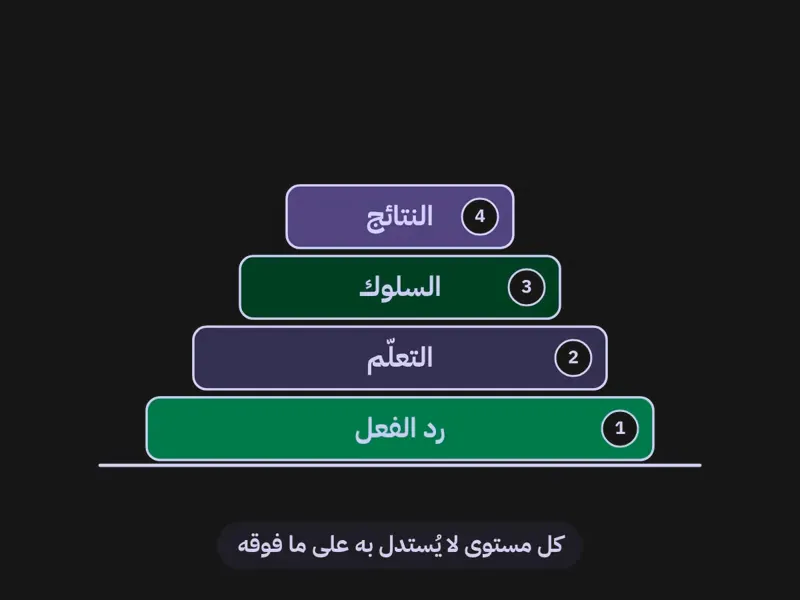 4 النتائج
3 السلوك
2 التعلّم
1 رد الفعل
كل مستوى لا يُستدل به على ما فوقه